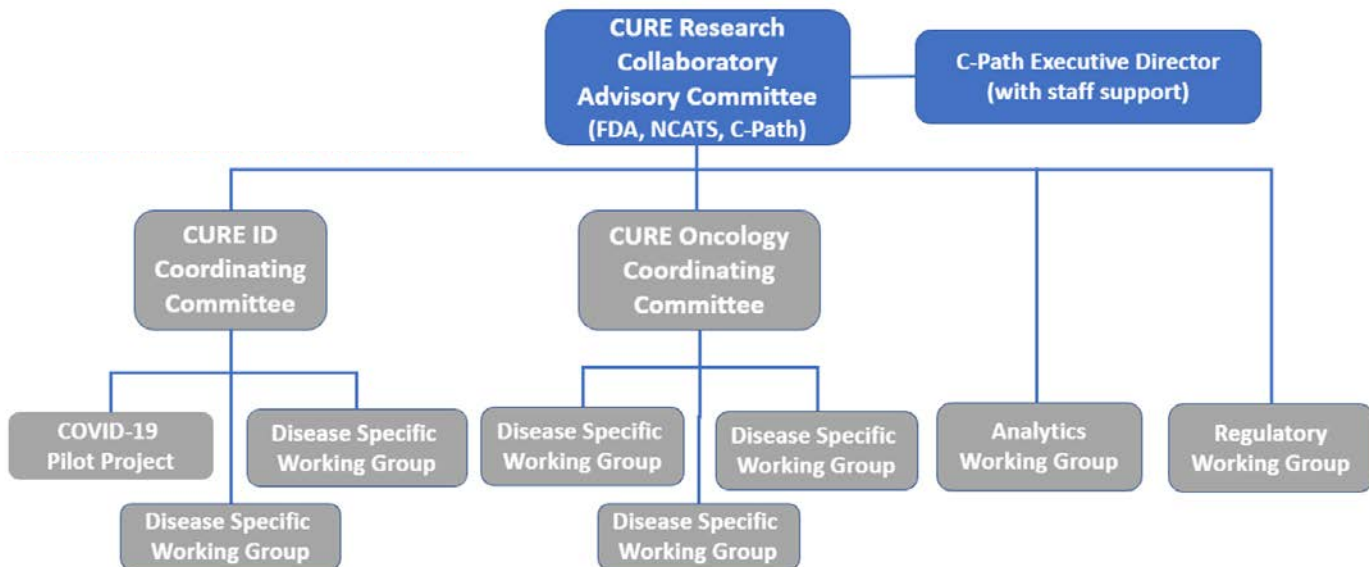 CURE Research
Collaboratory
Advisory Committee
(FDA, NCATS, C-Path)
C-Path Executive Director
(with staff support)
CURE ID
Coordinating
Committee
CURE Oncology
Coordinating
Committee
COVID-19
Pilot Project
Disease Specific
Working Group
Disease Specific
Working Group
Disease Specific
Working Group
Disease Specific
Working Group
Disease Specific
Working Group
Analytics
Working Group
Regulatory
Working Group